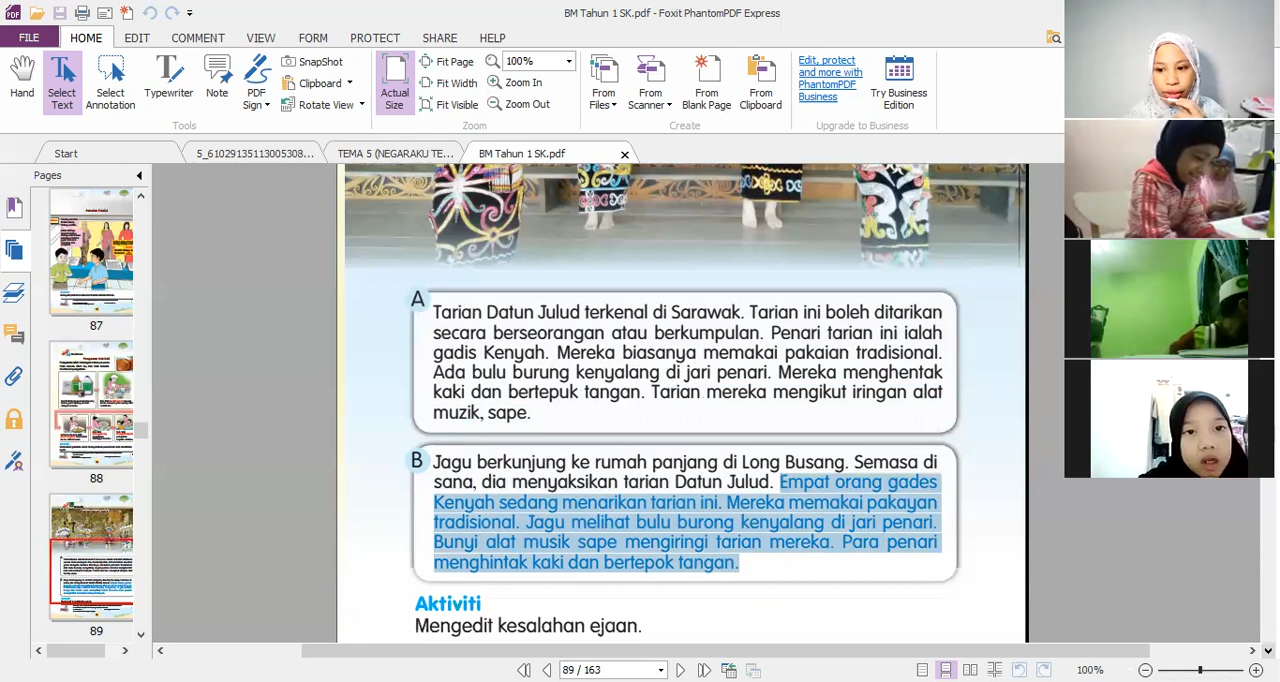 BM Tahun 1 SK.pdf - Foxit PhantomPDF Express
FILE HOME EDIT COMMENT VIEW FORM PROTECT SHARE HELP
Hand
Select Text
Select
Typewriter
Note
PDF Sign
SnapShot
Clipboard
Rotate View
Tools
Actual Size
Fit Page
Fit Width
Fit Visible
100%
Zoom In
Zoom Out
Zoom
From Files
From Scanner
From Blank Page
From Clipboard
Create
Edit, protect
and more with
PhantomPDF
Business
Try Business Edition
Upgrade to Business
Start
5_61029135113005308...
TEMA 5 (NEGARAKU TE...
BM Tahun 1 SK.pdf
Pages
87
88
89
A
Tarian Datun Julud terkenal di Sarawak. Tarian ini boleh ditarikan
secara berseorangan atau berkumpulan. Penari tarian ini ialah
gadis Kenyah. Mereka biasanya memakai pakaian tradisional.
Ada bulu burung kenyalang di jari penari. Mereka menghentak
kaki dan bertepuk tangan. Tarian mereka mengikut iringan alat
muzik, sape.
B
Jagu berkunjung ke rumah panjang di Long Busang. Semasa di
sana, dia menyaksikan tarian Datun Julud. Empat orang gades
Kenyah sedang menarikan tarian ini. Mereka memakai pakayan
tradisional. Jagu melihat bulu burong kenyalang di jari penari.
Bunyi alat musik sape mengiringi tarian mereka. Para penari
menghintak kaki dan bertepok tangan.
Aktiviti
Mengedit kesalahan ejaan.
89 / 163
100%